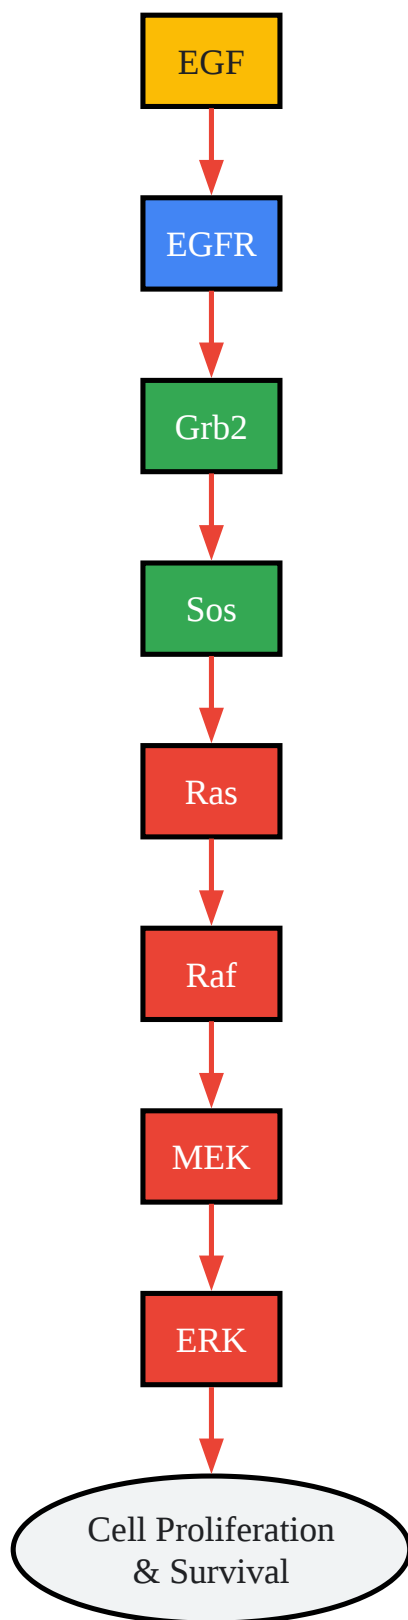 EGF
EGFR
Grb2
Sos
Ras
Raf
MEK
ERK
Cell Proliferation
& Survival